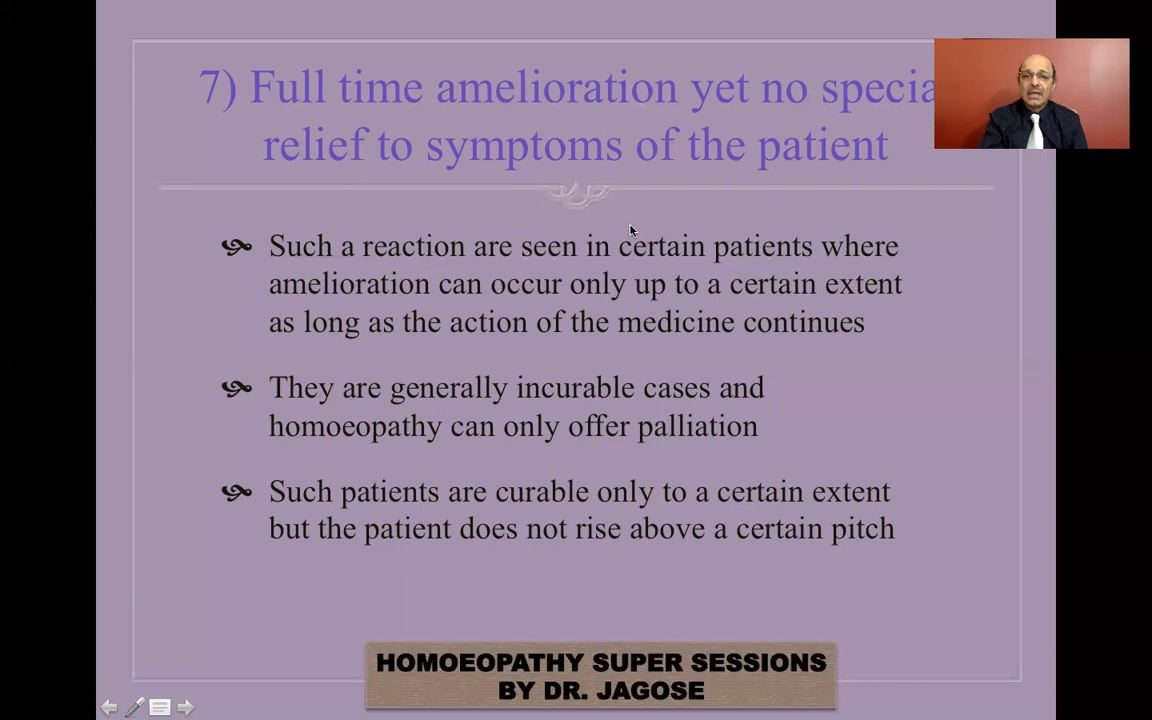 7) Full time amelioration yet no specia
relief to symptoms of the patient
Such a reaction are seen in certain patients where
amelioration can occur only up to a certain extent
as long as the action of the medicine continues
They are generally incurable cases and
homoeopathy can only offer palliation
Such patients are curable only to a certain extent
but the patient does not rise above a certain pitch
HOMOEOPATHY SUPER SESSIONS
BY DR. JAGOSE